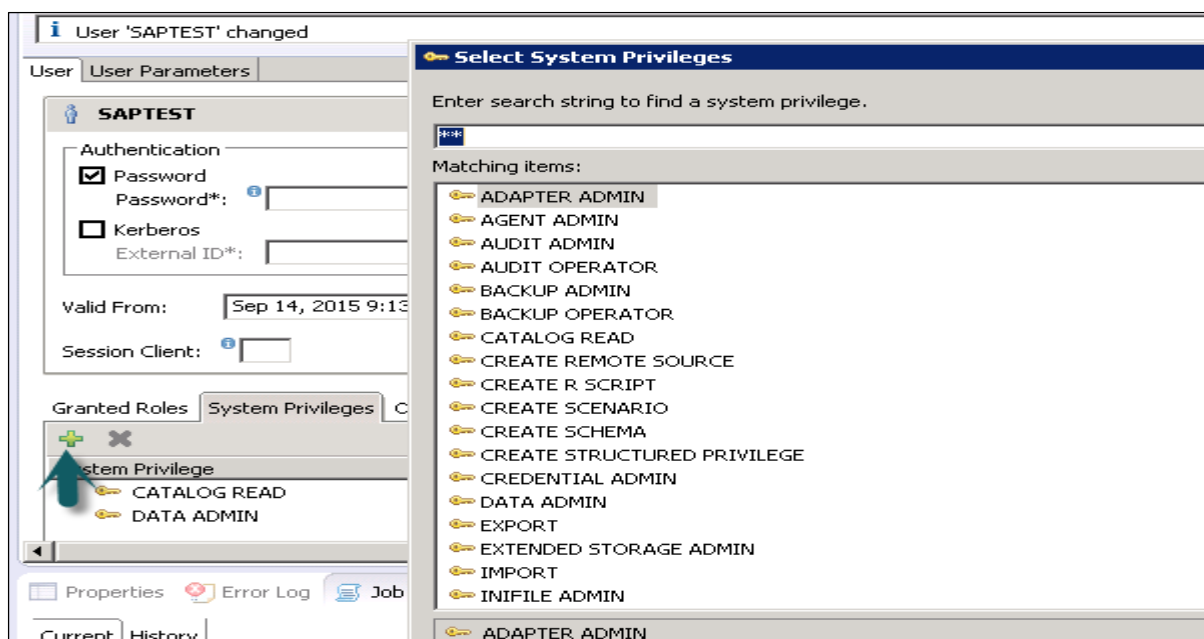 User 'SAPTEST' changed
User User Parameters
SAPTEST
Authentication
Password
Password*:
Kerberos
External ID*:
Valid From: Sep 14, 2015 9:13
Session Client:
Granted Roles System Privileges
System Privilege
CATALOG READ
DATA ADMIN
Properties Error Log Job
Current History
Select System Privileges
Enter search string to find a system privilege.
**
Matching items:
ADAPTER ADMIN
AGENT ADMIN
AUDIT ADMIN
AUDIT OPERATOR
BACKUP ADMIN
BACKUP OPERATOR
CATALOG READ
CREATE REMOTE SOURCE
CREATE R SCRIPT
CREATE SCENARIO
CREATE SCHEMA
CREATE STRUCTURED PRIVILEGE
CREDENTIAL ADMIN
DATA ADMIN
EXPORT
EXTENDED STORAGE ADMIN
IMPORT
INIFILE ADMIN
ADAPTER ADMIN